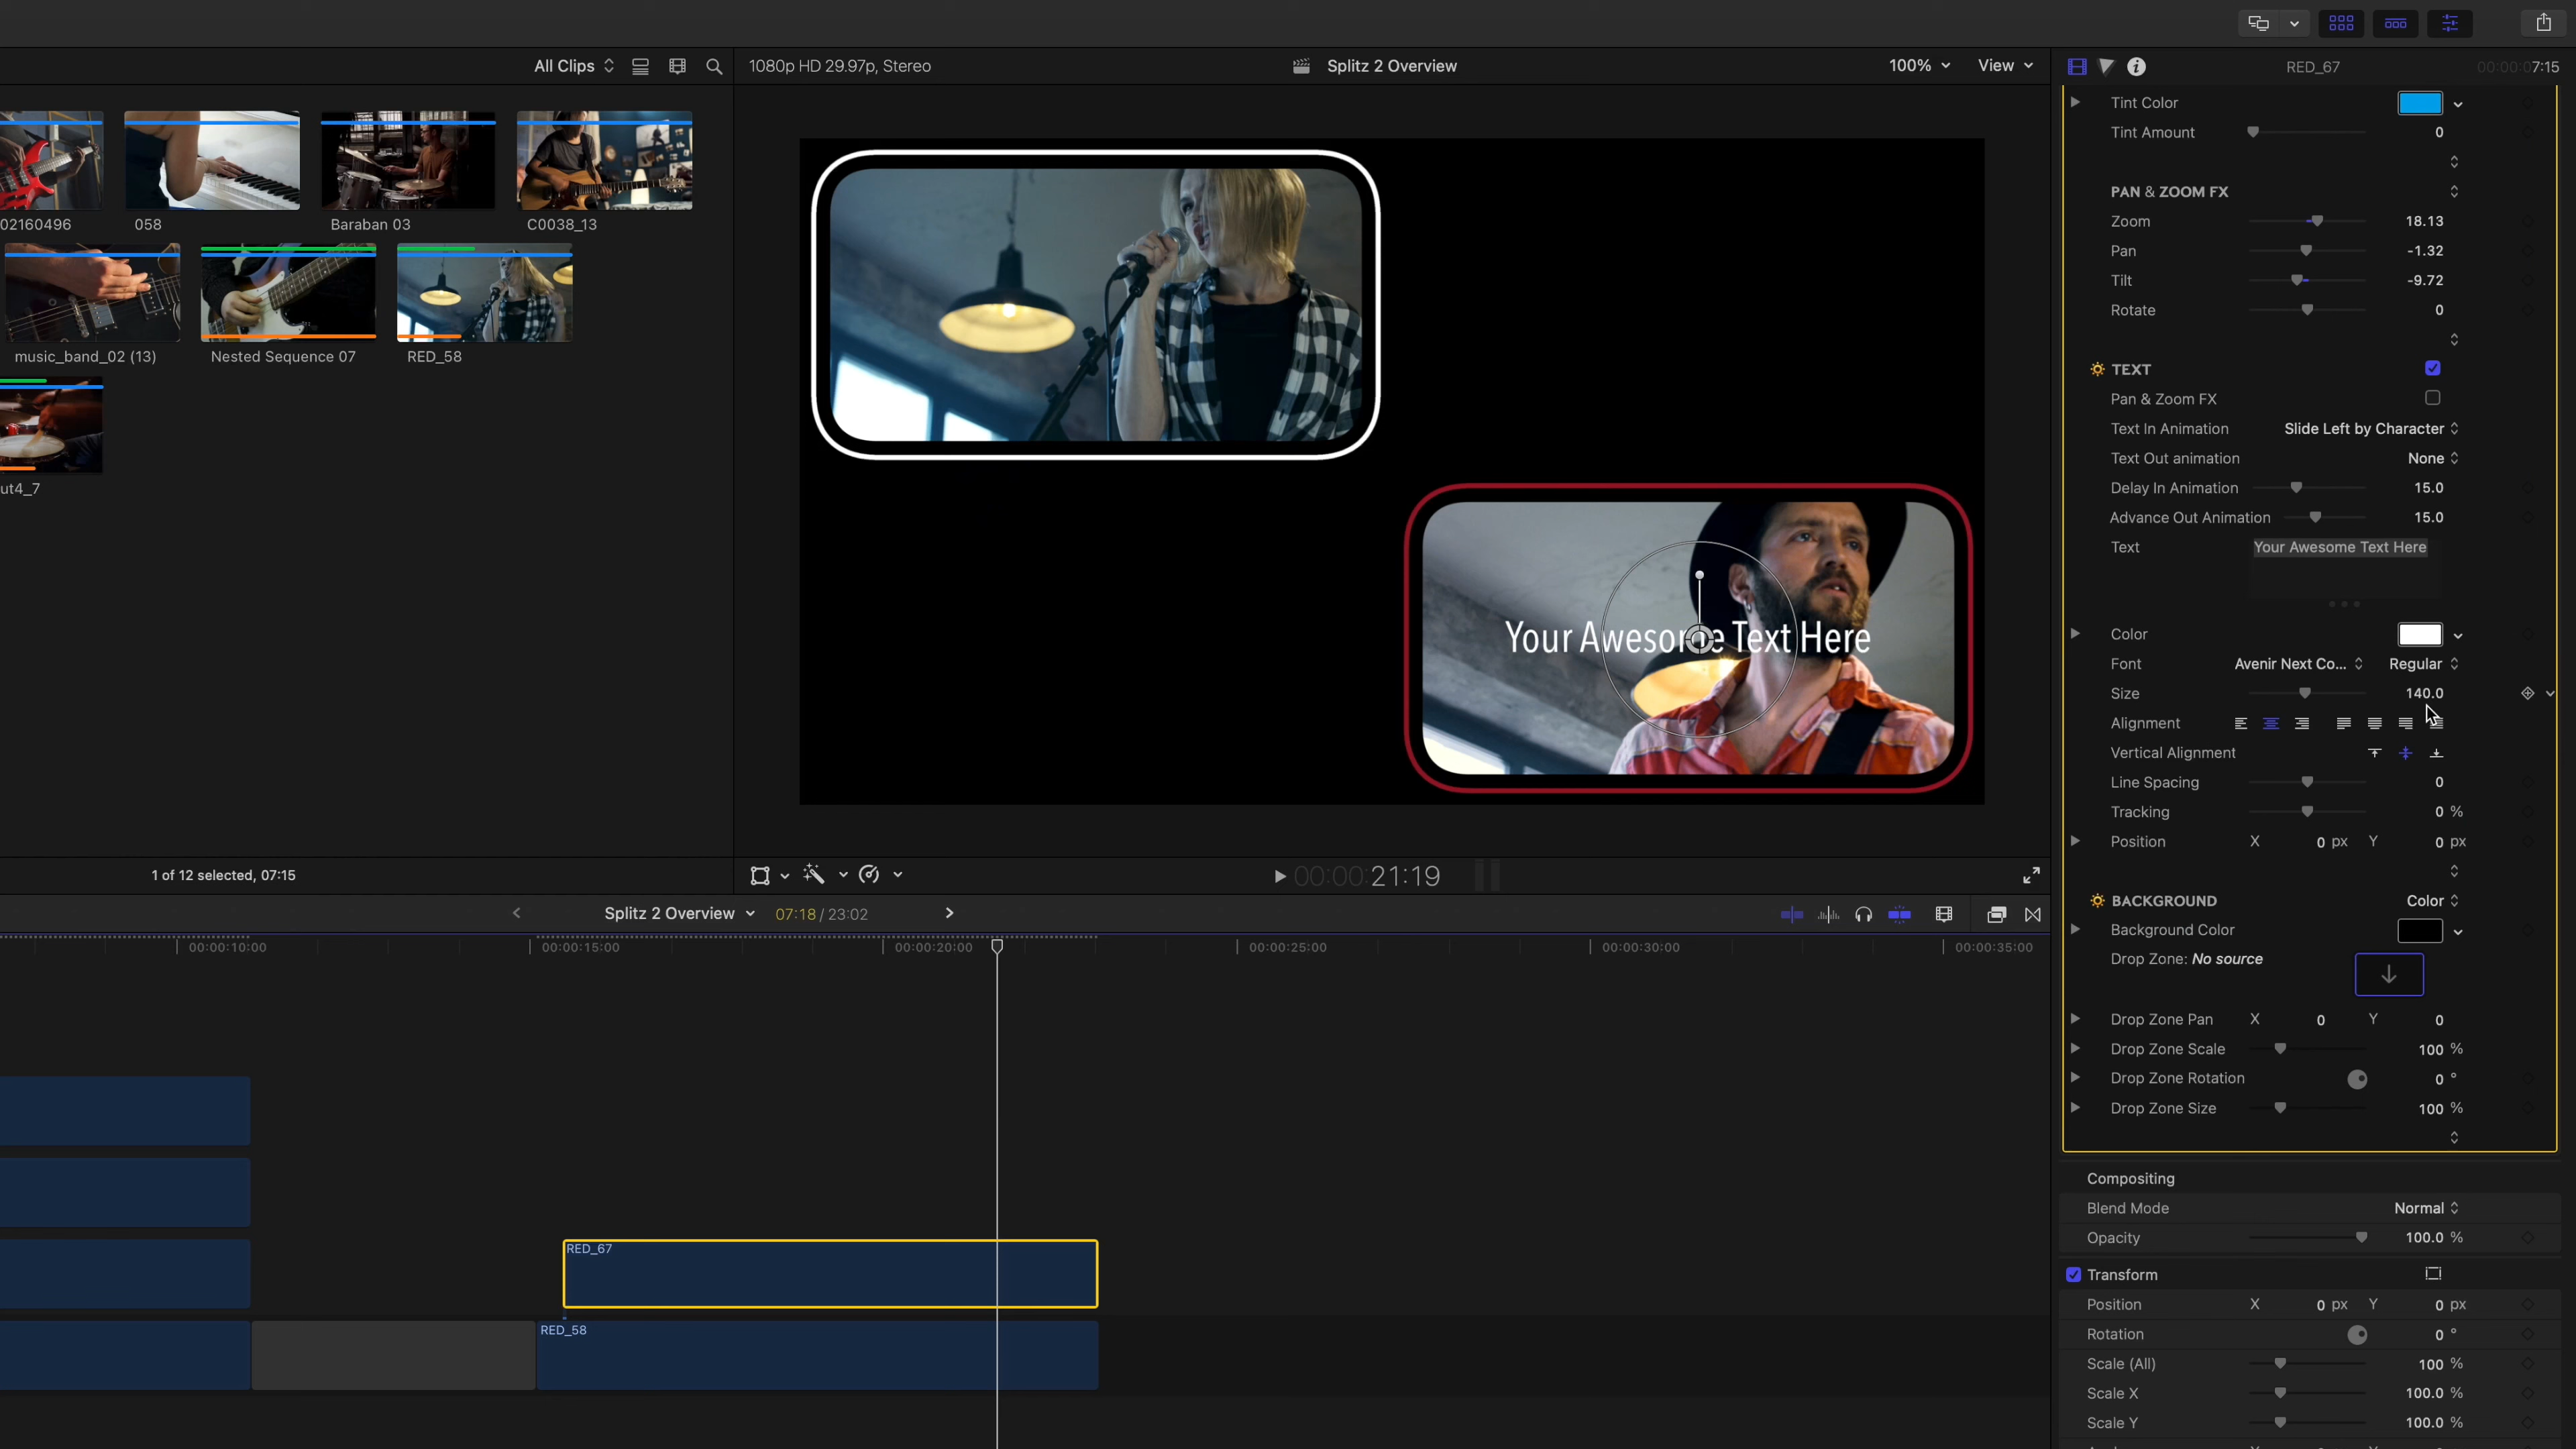 All Clips
1080p HD 29.97p, Stereo
Splitz 2 Overview
100%
View
RED_67
00:00:07:15
02160496
058
Baraban 03
C0038_13
music_band_02 (13)
Nested Sequence 07
RED_58
ut4_7
Your Awesome Text Here
Tint Color
Tint Amount 0
PAN & ZOOM FX
Zoom 18.13
Pan -1.32
Tilt -9.72
Rotate 0
TEXT
Pan & Zoom FX
Text In Animation Slide Left by Character
Text Out animation None
Delay In Animation 15.0
Advance Out Animation 15.0
Text Your Awesome Text Here
Color
Font Avenir Next Co... Regular
Size 140.0
Alignment
Vertical Alignment
Line Spacing 0
Tracking 0 %
Position X 0 px Y 0 px
BACKGROUND Color
Background Color
Drop Zone: No source
Drop Zone Pan X 0 Y 0
Drop Zone Scale 100 %
Drop Zone Rotation 0 °
Drop Zone Size 100 %
Compositing
Blend Mode Normal
Opacity 100.0 %
Transform
Position X 0 px Y 0 px
Rotation 0 °
Scale (All) 100 %
Scale X 100.0 %
Scale Y 100.0 %
1 of 12 selected, 07:15
00:00:21:19
Splitz 2 Overview
07:18 / 23:02
00:00:10:00
00:00:15:00
00:00:20:00
00:00:25:00
00:00:30:00
00:00:35:00
RED_67
RED_58